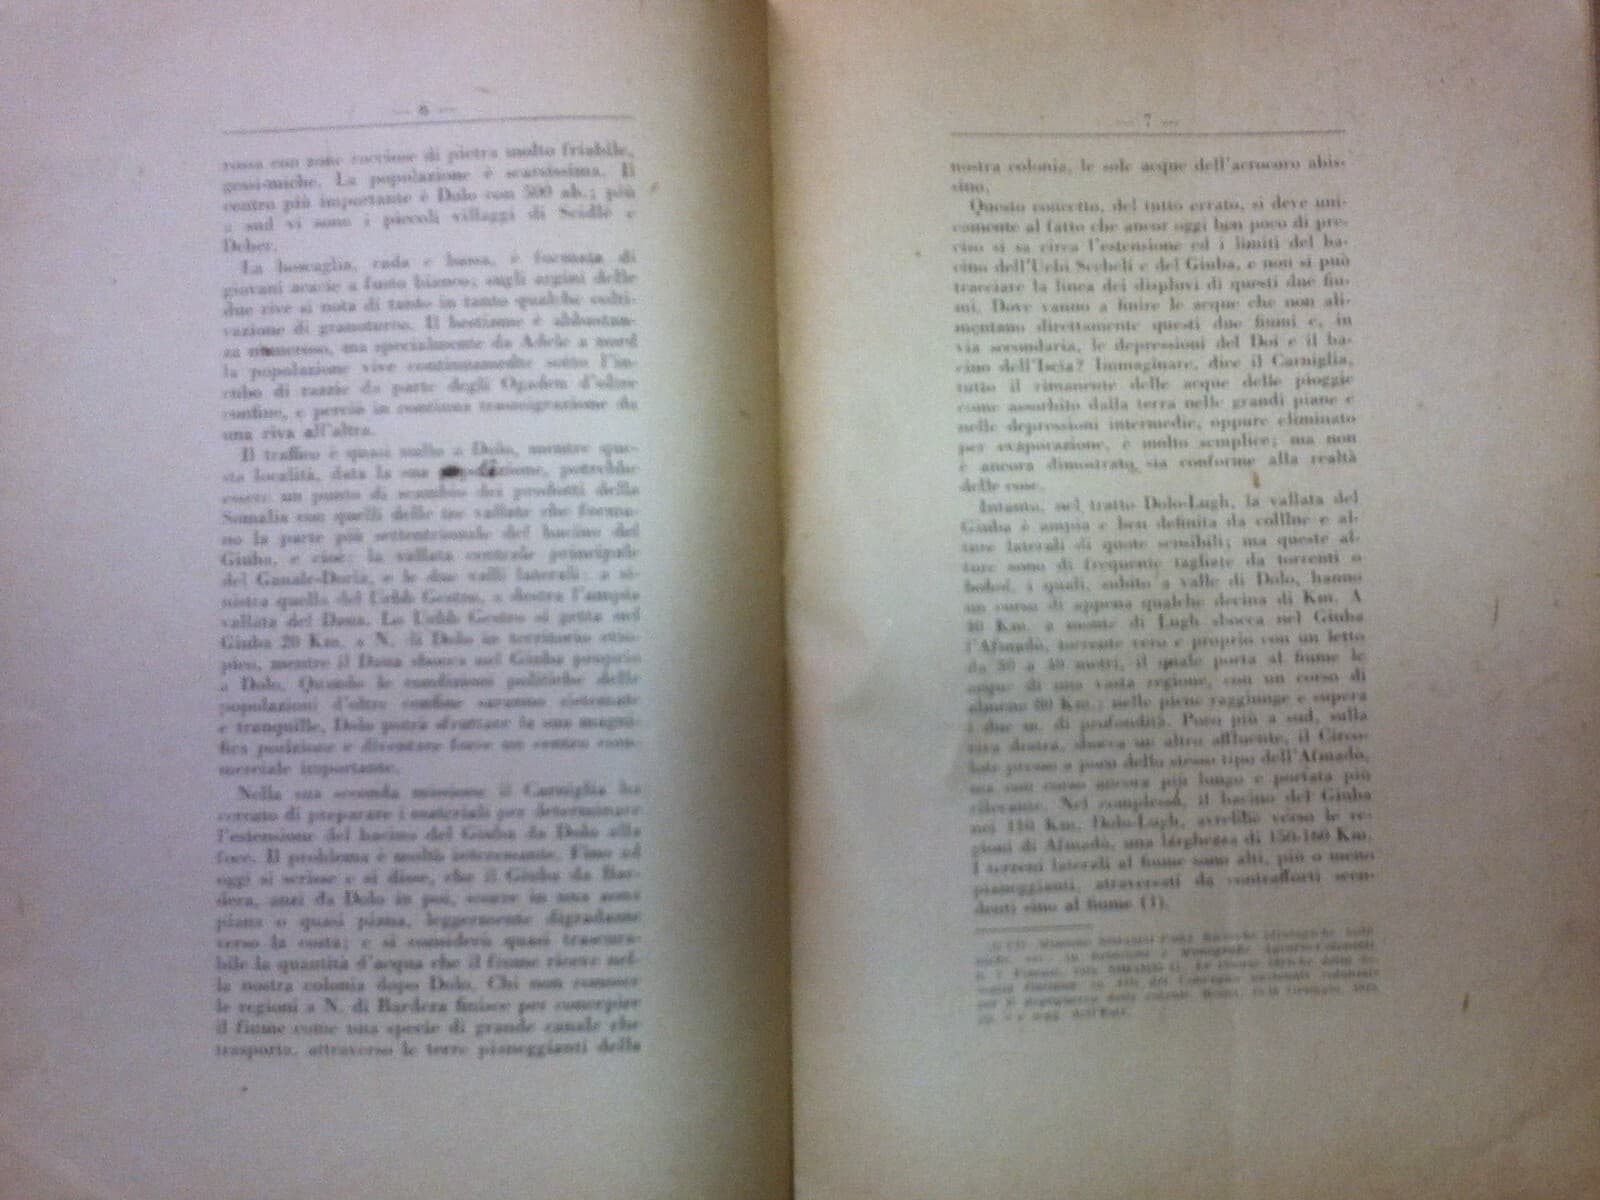 — 6 —
rossa con zone rocciose di pietra molto friabile,
gessi-miche. La popolazione è scarsissima. Il
centro più importante è Dolo con 500 ab.; più
a sud vi sono i piccoli villaggi di Scidlè e
Deher.
La boscaglia, rada e bassa, è formata di
giovani acacie a fusto bianco; sugli argini delle
due rive si nota di tanto in tanto qualche colti-
vazione di granoturco. Il bestiame è abbastan-
za numeroso, ma specialmente da Adele a nord
la popolazione vive continuamente sotto l'in-
cubo di razzie da parte degli Ogaden d'oltre
confine, e perciò in continua trasmigrazione da
una riva all'altra.
Il traffico è quasi nullo a Dolo, mentre que-
sta località, data la sua posizione, potrebbe
essere un punto di scambio dei prodotti della
Somalia con quelli delle tre vallate che forma-
no la parte più settentrionale del bacino del
Giuba, e cioè: la vallata centrale principale
del Ganale-Doria, e le due valli laterali: a si-
nistra quella del Uebb Gestro, a destra l'ampia
vallata del Daua. Lo Uebb Gestro si getta nel
Giuba 20 Km. a N. di Dolo in territorio etio-
pico, mentre il Daua sbocca nel Giuba proprio
a Dolo. Quando le condizioni politiche delle
popolazioni d'oltre confine saranno sistemate
e tranquille, Dolo potrà sfruttare la sua magni-
fica posizione e diventare forse un centro com-
merciale importante.
Nella sua seconda missione il Carniglia ha
cercato di preparare i materiali per determinare
l'estensione del bacino del Giuba da Dolo alla
foce. Il problema è molto interessante. Fino ad
oggi si scrisse e si disse, che il Giuba da Bar-
dera, anzi da Dolo in poi, scorre in una zona
piana o quasi piana, leggermente digradante
verso la costa; e si considerò quasi trascura-
bile la quantità d'acqua che il fiume riceve nel-
la nostra colonia dopo Dolo. Chi non conosce
le regioni a N. di Bardera finisce per concepire
il fiume come una specie di grande canale che
trasporta, attraverso le terre pianeggianti della
— 7 —
nostra colonia, le sole acque dell'acrocoro abis-
sino.
Questo concetto, del tutto errato, si deve uni-
camente al fatto che ancor oggi ben poco di pre-
ciso si sa circa l'estensione ed i limiti del ba-
cino dell'Uebi Scebeli e del Giuba, e non si può
tracciare la linea dei displuvi di questi due fiu-
mi. Dove vanno a finire le acque che non ali-
mentano direttamente questi due fiumi e, in
via secondaria, le depressioni del Doi e il ba-
cino dell'Iscia? Immaginare, dice il Carniglia,
tutto il rimanente delle acque delle pioggie
come assorbito dalla terra nelle grandi piane e
nelle depressioni intermedie, oppure eliminato
per evaporazione, è molto semplice; ma non
è ancora dimostrato sia conforme alla realtà
delle cose.
Intanto, nel tratto Dolo-Lugh, la vallata del
Giuba è ampia e ben definita da colline e al-
ture laterali di quote sensibili; ma queste al-
ture sono di frequente tagliate da torrenti o
bohol, i quali, subito a valle di Dolo, hanno
un corso di appena qualche decina di Km. A
40 Km. a monte di Lugh sbocca nel Giuba
l'Afmadò, torrente vero e proprio con un letto
da 30 a 40 metri, il quale porta al fiume le
acque di una vasta regione, con un corso di
almeno 80 Km.; nelle piene raggiunge e supera
i due m. di profondità. Poco più a sud, sulla
riva destra, sbocca un altro affluente, il
presso a poco dello stesso tipo dell'Afmadò,
ma con corso ancora più lungo e portata più
rilevante. Nel complesso, il bacino del Giuba
nei 110 Km. Dolo-Lugh, avrebbe verso le re-
gioni di Afmadò, una larghezza di 150-160 Km.
I terreni laterali al fiume sono alti, più o meno
pianeggianti, attraversati da contrafforti scen-
denti sino al fiume (1).